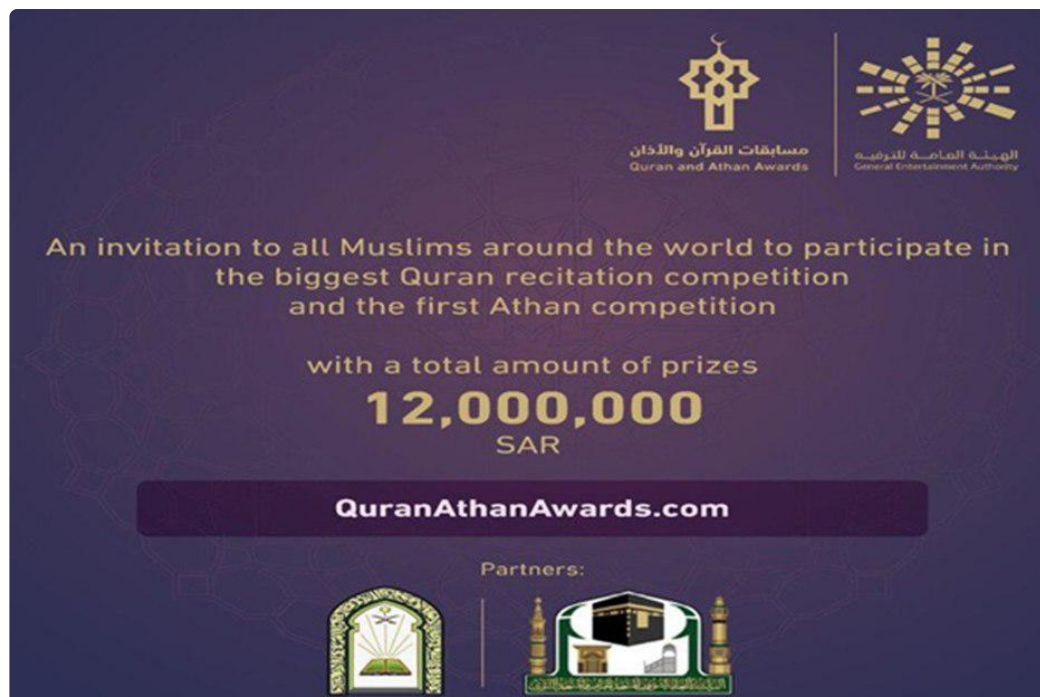 مسابقات القرآن والأذان
Quran and Athan Awards
الهيئة العامة للترفيه
General Entertainment Authority
An invitation to all Muslims around the world to participate in
the biggest Quran recitation competition
and the first Athan competition
with a total amount of prizes
12,000,000
SAR
QuranAthanAwards.com
Partners: